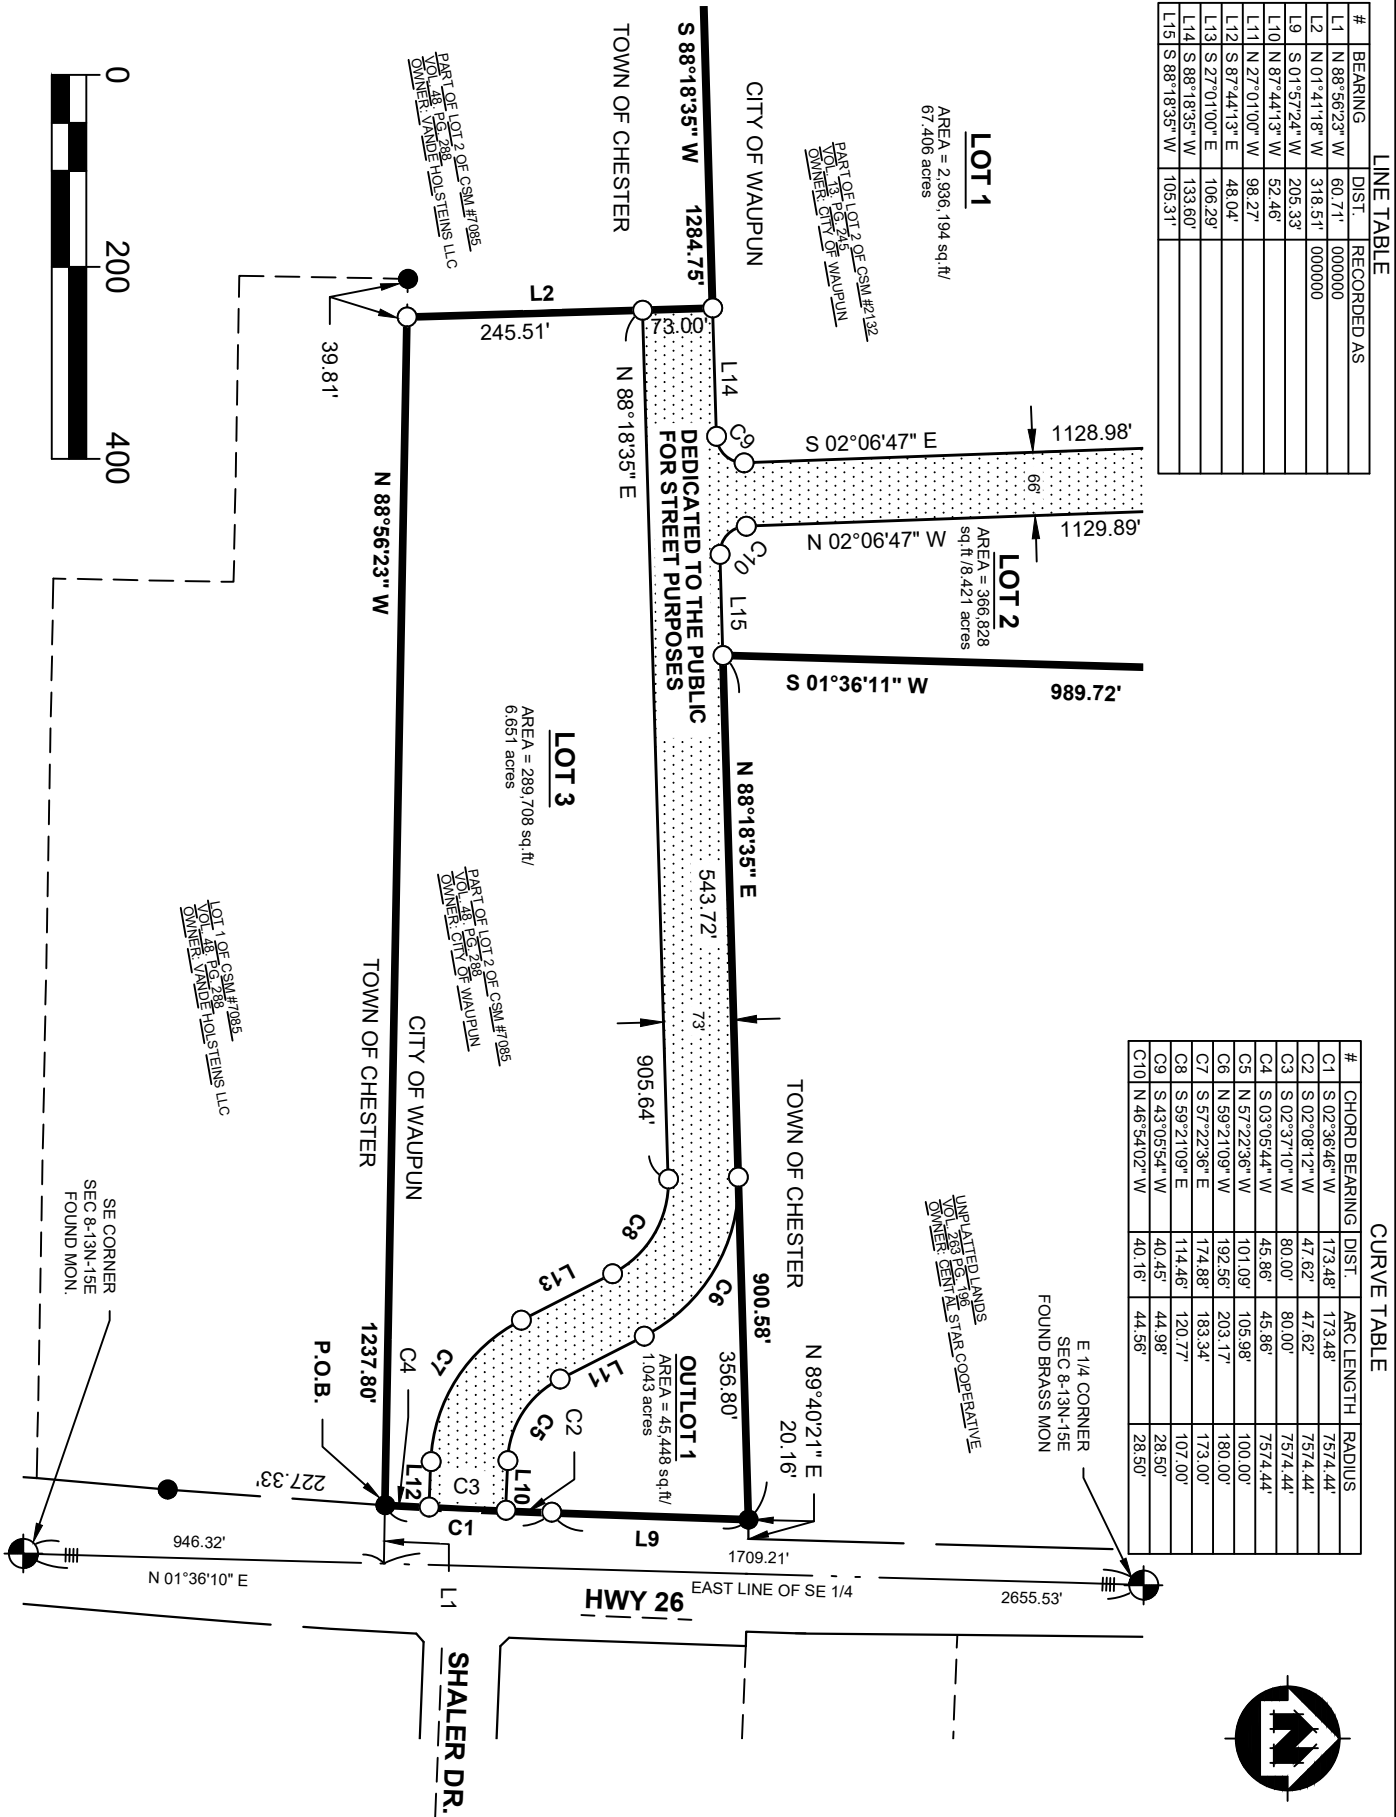 LINE TABLE
# BEARING DIST. RECORDED AS
L1 N 88°56'23" W 60.71' 000000
L2 N 01°41'18" W 318.51' 000000
L9 S 01°57'24" W 205.33'
L10 N 87°44'13" W 52.46'
L11 N 27°01'00" W 98.27'
L12 S 87°44'13" E 48.04'
L13 S 27°01'00" E 106.29'
L14 S 88°18'35" W 133.60'
L15 S 88°18'35" W 105.31'
CURVE TABLE
# CHORD BEARING DIST. ARC LENGTH RADIUS
C1 S 02°36'46" W 173.48' 173.48' 7574.44'
C2 S 02°08'12" W 47.62' 47.62' 7574.44'
C3 S 02°37'10" W 80.00' 80.00' 7574.44'
C4 S 03°05'44" W 45.86' 45.86' 7574.44'
C5 N 57°22'36" W 101.09' 105.98' 100.00'
C6 N 59°21'09" W 192.56' 203.17' 180.00'
C7 S 57°22'36" E 174.88' 183.34' 173.00'
C8 S 59°21'09" E 114.46' 120.77' 107.00'
C9 S 43°05'54" W 40.45' 44.98' 28.50'
C10 N 46°54'02" W 40.16' 44.56' 28.50'
LOT 1
AREA = 2,936,194 sq.ft/
67.406 acres
PART OF LOT 2 OF CSM #2132
VOL. 13, PG. 245
OWNER: CITY OF WAUPUN
1128.98'
S 02°06'47" E
66'
1129.89'
N 02°06'47" W
LOT 2
AREA = 366,828
sq.ft /8.421 acres
S 01°36'11" W
989.72'
UNPLATTED LANDS
VOL. 263 PG. 196
OWNER: CENTAL STAR COOPERATIVE
E 1/4 CORNER
SEC 8-13N-15E
FOUND BRASS MON
CITY OF WAUPUN
S 88°18'35" W 1284.75'
TOWN OF CHESTER
L14
C9
C10
L15
N 88°18'35" E
543.72'
TOWN OF CHESTER
900.58'
356.80'
N 89°40'21" E
20.16'
73.00'
DEDICATED TO THE PUBLIC
FOR STREET PURPOSES
N 88°18'35" E
73'
905.64'
L2
245.51'
C6
C8
L13
L11
C7
C5
OUTLOT 1
AREA = 45,448 sq.ft/
1.043 acres
C2
L10
C3
L12
C4
C1
L9
LOT 3
AREA = 289,708 sq.ft/
6.651 acres
PART OF LOT 2 OF CSM #7085
VOL. 48, PG. 288
OWNER: CITY OF WAUPUN
PART OF LOT 2 OF CSM #7085
VOL. 48, PG. 288
OWNER: VANDE HOLSTEINS LLC
39.81'
CITY OF WAUPUN
N 88°56'23" W
1237.80'
TOWN OF CHESTER
P.O.B.
LOT 1 OF CSM #7085
VOL. 48, PG. 288
OWNER: VANDE HOLSTEINS LLC
227.33'
L1
946.32'
N 01°36'10" E
1709.21'
EAST LINE OF SE 1/4
2655.53'
HWY 26
SHALER DR.
SE CORNER
SEC 8-13N-15E
FOUND MON.
0 200 400
N